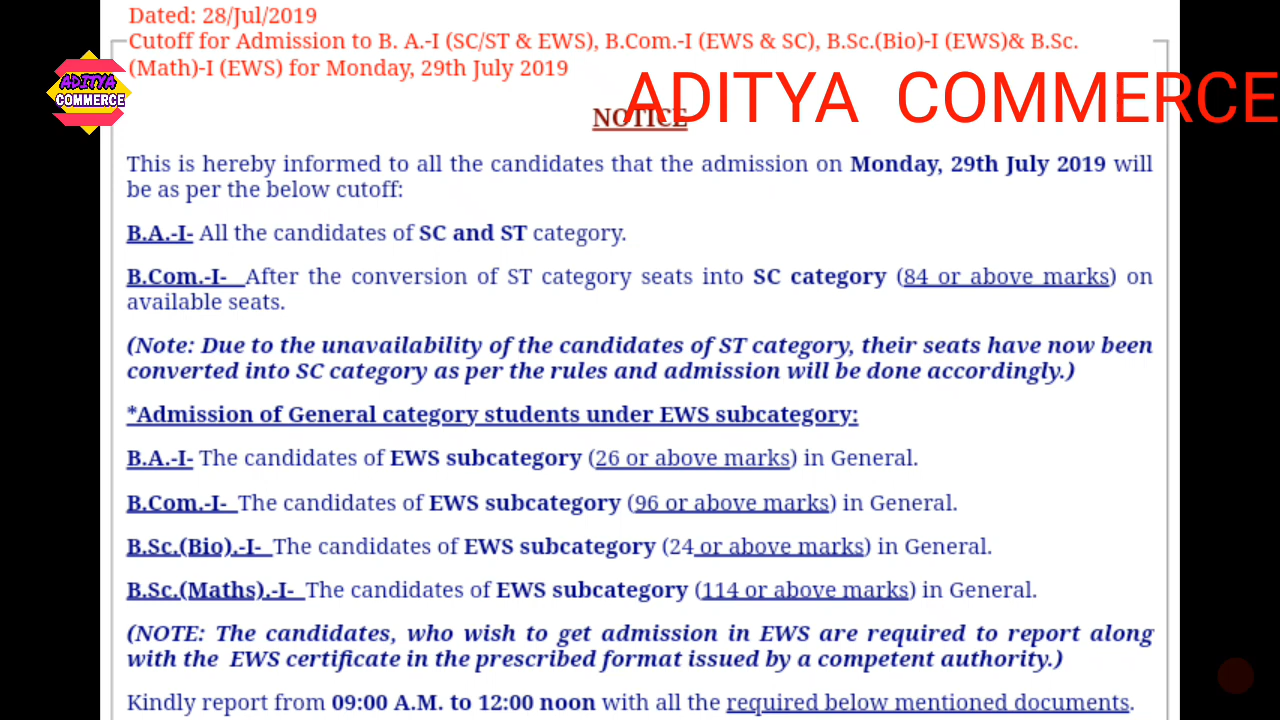 Dated: 28/Jul/2019
Cutoff for Admission to B. A.-I (SC/ST & EWS), B.Com.-I (EWS & SC), B.Sc.(Bio)-I (EWS)& B.Sc.
(Math)-I (EWS) for Monday, 29th July 2019
ADITYA
COMMERCE
ADITYA COMMERCE
NOTICE
This is hereby informed to all the candidates that the admission on Monday, 29th July 2019 will
be as per the below cutoff:
B.A.-I- All the candidates of SC and ST category.
B.Com.-I- After the conversion of ST category seats into SC category (84 or above marks) on
available seats.
(Note: Due to the unavailability of the candidates of ST category, their seats have now been
converted into SC category as per the rules and admission will be done accordingly.)
*Admission of General category students under EWS subcategory:
B.A.-I- The candidates of EWS subcategory (26 or above marks) in General.
B.Com.-I- The candidates of EWS subcategory (96 or above marks) in General.
B.Sc.(Bio).-I- The candidates of EWS subcategory (24 or above marks) in General.
B.Sc.(Maths).-I- The candidates of EWS subcategory (114 or above marks) in General.
(NOTE: The candidates, who wish to get admission in EWS are required to report along
with the EWS certificate in the prescribed format issued by a competent authority.)
Kindly report from 09:00 A.M. to 12:00 noon with all the required below mentioned documents.